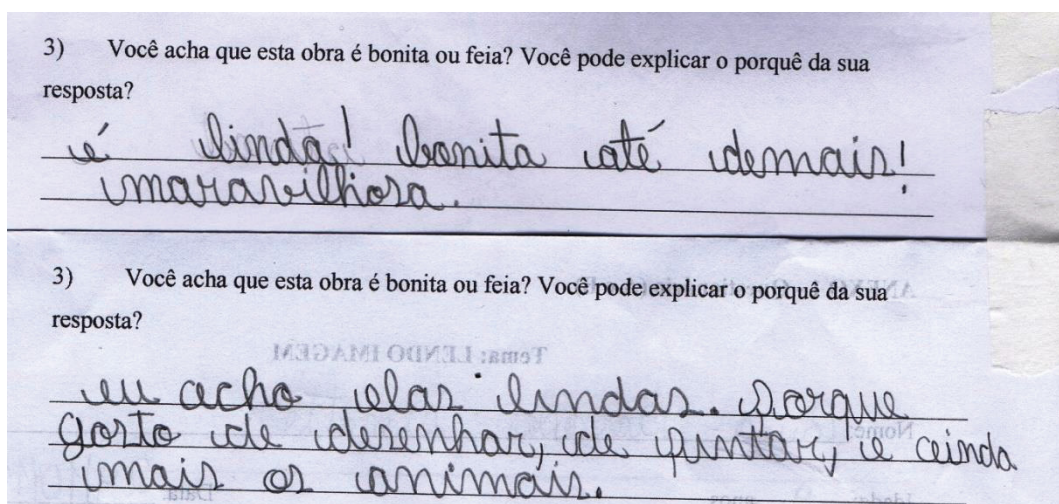 3) Você acha que esta obra é bonita ou feia? Você pode explicar o porquê da sua
resposta?
é linda! bonita até demais!
maravilhosa.
3) Você acha que esta obra é bonita ou feia? Você pode explicar o porquê da sua
resposta?
Tema: LENDO IMAGEM
eu acho elas lindas. Porque
gosto de desenhar, de pintar, e ainda
mais os animais.